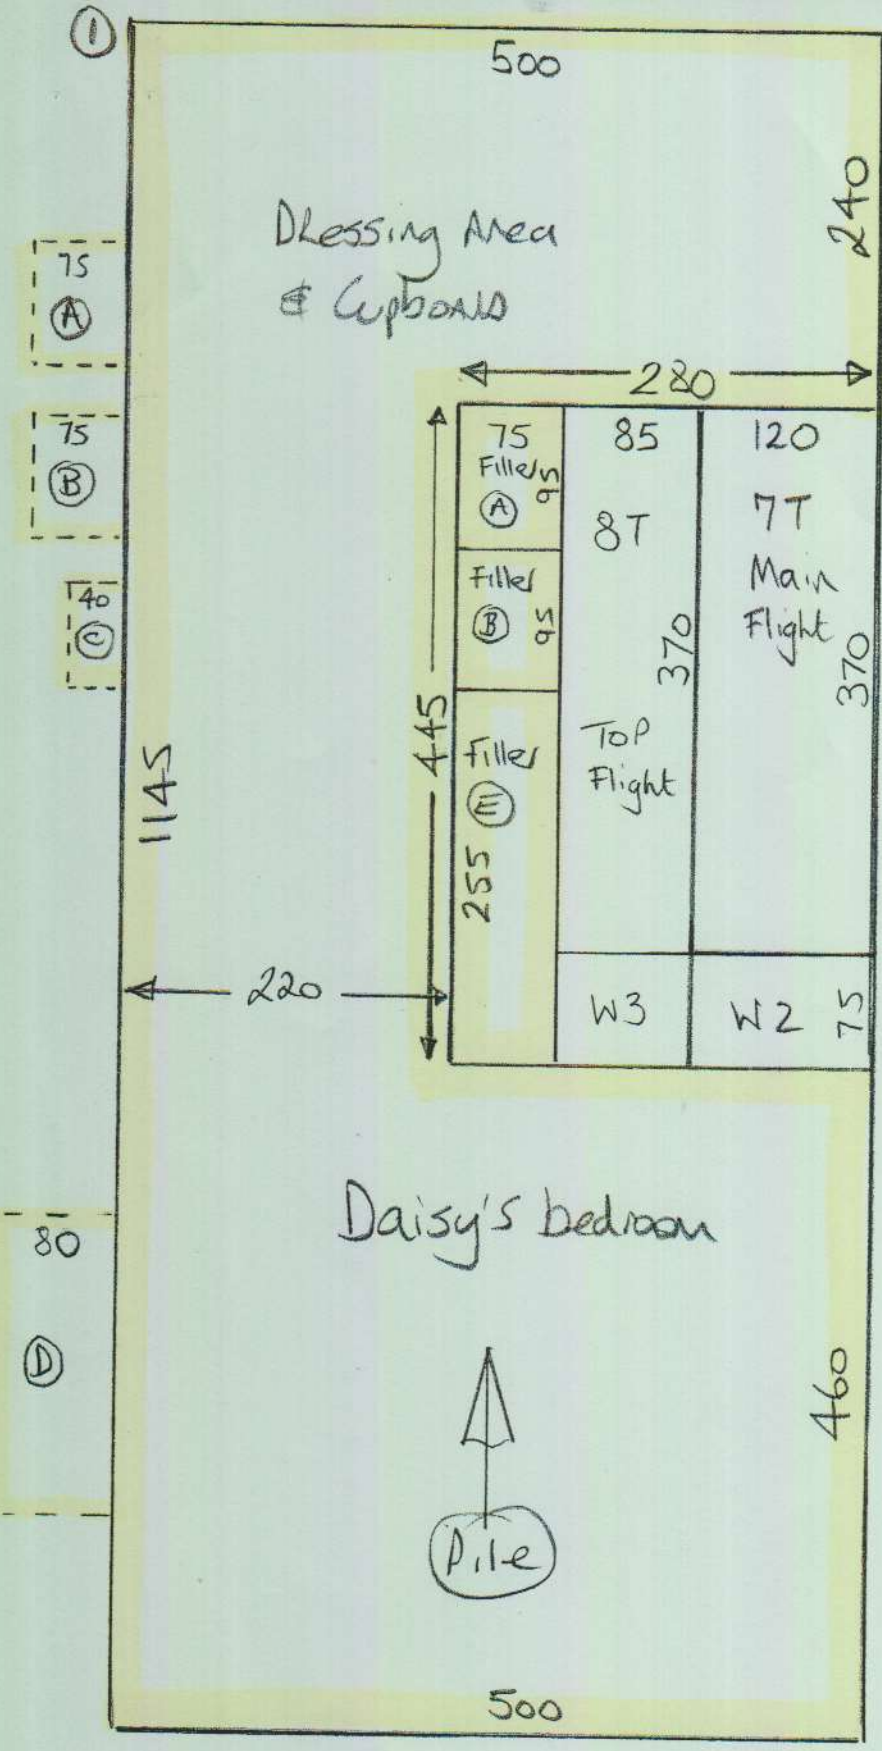 ①
500
Dressing Area
& Cupboards
240
75
Ⓐ
75
Ⓑ
40
Ⓒ
280
75
Filler
Ⓐ
95
85
8T
120
7T
Main
Flight
Filler
Ⓑ
95
370
370
Top
Flight
445
Filler
Ⓔ
255
1145
220
W3
W2
75
80
Ⓓ
Daisy's bedroom
460
Pile
500